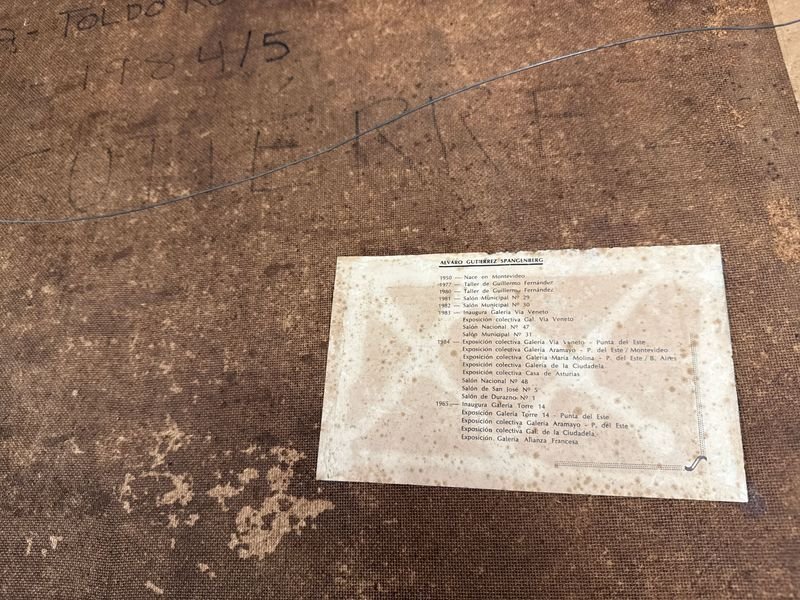 - TOLDO RO
- 1984/5
GUTIERRE
ALVARO GUTIERREZ SPANGENBERG
1950 — Nace en Montevideo
1977 — Taller de Guillermo Fernández
1980 — Taller de Guillermo Fernández
1981 — Salón Municipal Nº 29
1982 — Salón Municipal Nº 30
1983 — Inaugura Galería Vía Veneto
Exposición colectiva Gal. Vía Veneto
Salón Nacional Nº 47
Salón Municipal Nº 31
1984 — Exposición colectiva Galería Vía Veneto - Punta del Este
Exposición colectiva Galería Aramayo - P. del Este / Montevideo
Exposición colectiva Galería María Molina - P. del Este / B. Aires
Exposición colectiva Galería de la Ciudadela
Exposición colectiva Casa de Asturias
Salón Nacional Nº 48
Salón de San José Nº 5
Salón de Durazno Nº 1
1985 — Inaugura Galería Torre 14
Exposición Galería Torre 14 - Punta del Este
Exposición colectiva Galería Aramayo - P. del Este
Exposición colectiva Gal. de la Ciudadela
Exposición Galería Alianza Francesa